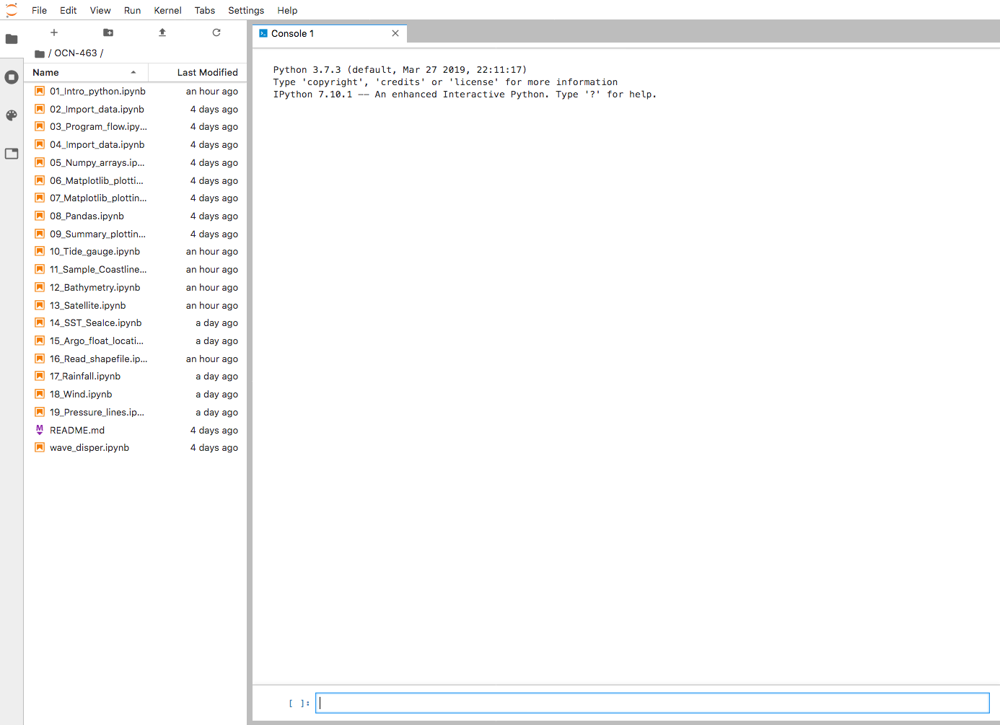 File Edit View Run Kernel Tabs Settings Help
/ OCN-463 /
Name Last Modified
01_Intro_python.ipynb an hour ago
02_Import_data.ipynb 4 days ago
03_Program_flow.ipy... 4 days ago
04_Import_data.ipynb 4 days ago
05_Numpy_arrays.ip... 4 days ago
06_Matplotlib_plotti... 4 days ago
07_Matplotlib_plottin... 4 days ago
08_Pandas.ipynb 4 days ago
09_Summary_plottin... 4 days ago
10_Tide_gauge.ipynb an hour ago
11_Sample_Coastline... an hour ago
12_Bathymetry.ipynb an hour ago
13_Satellite.ipynb an hour ago
14_SST_SeaIce.ipynb a day ago
15_Argo_float_locati... a day ago
16_Read_shapefile.ip... an hour ago
17_Rainfall.ipynb a day ago
18_Wind.ipynb a day ago
19_Pressure_lines.ip... a day ago
M README.md 4 days ago
wave_disper.ipynb 4 days ago
Console 1
Python 3.7.3 (default, Mar 27 2019, 22:11:17)
Type 'copyright', 'credits' or 'license' for more information
IPython 7.10.1 -- An enhanced Interactive Python. Type '?' for help.
[ ]: